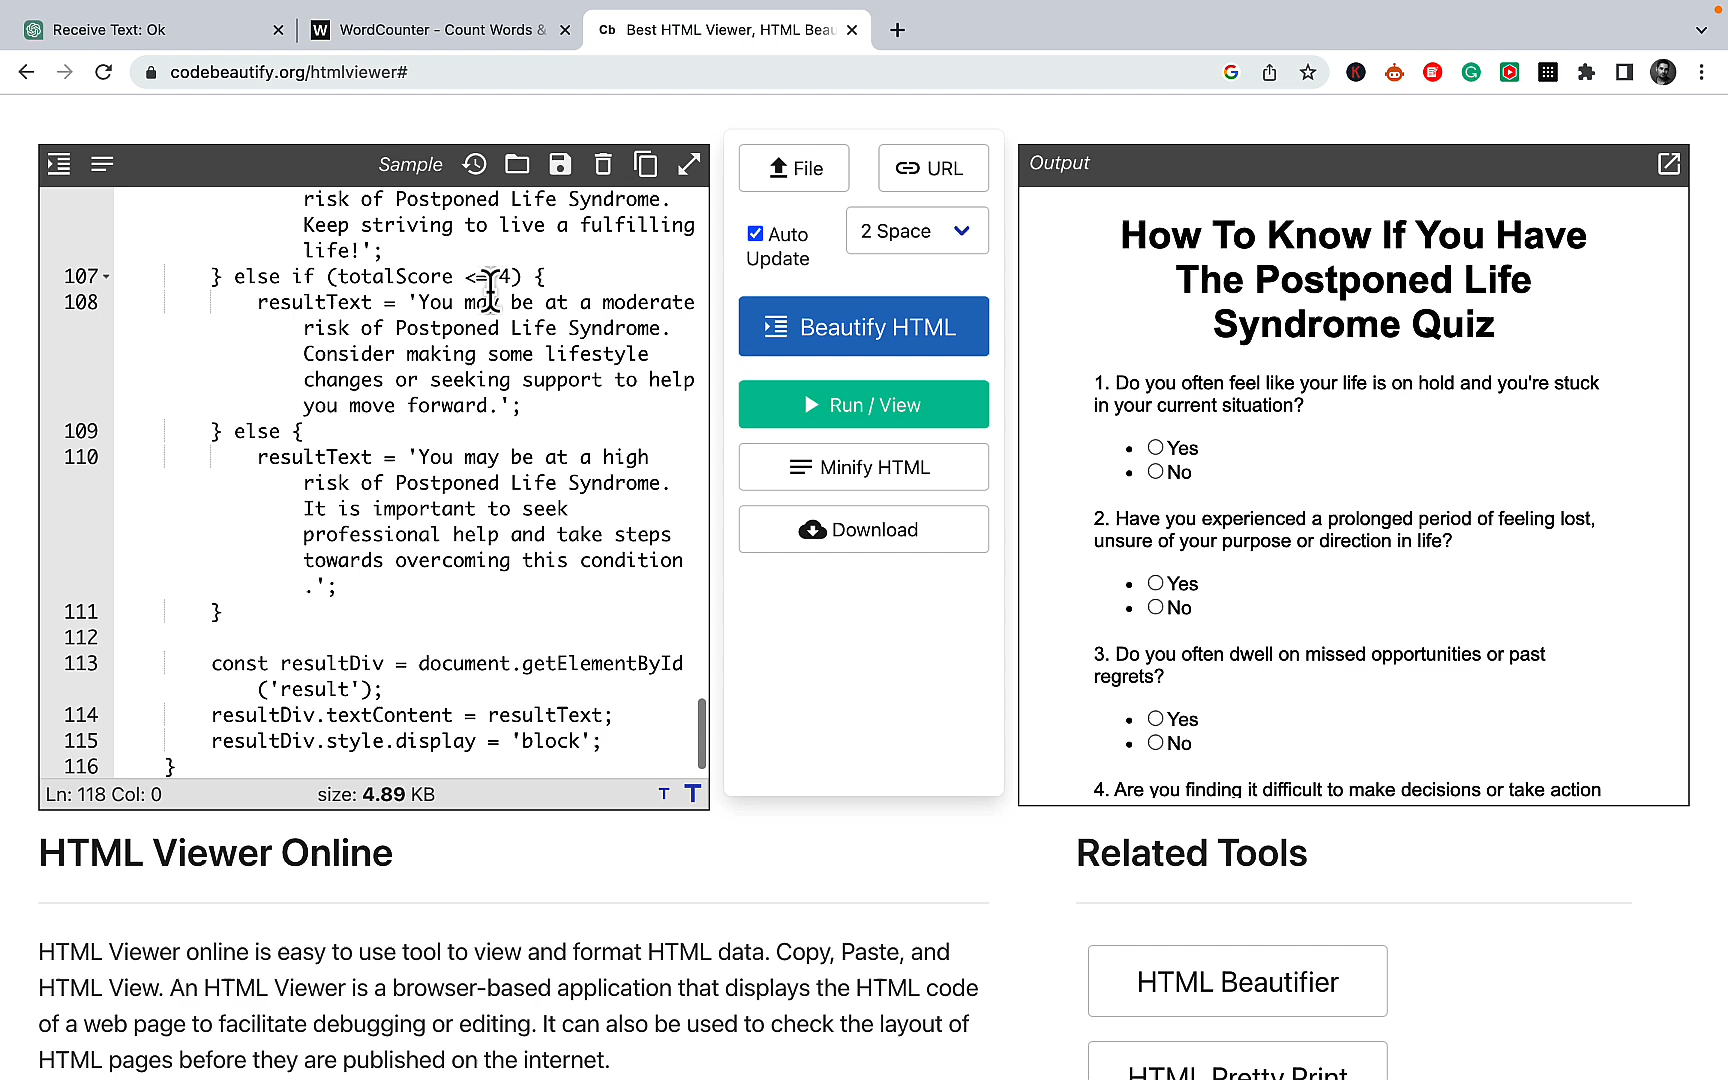 Receive Text: Ok
WordCounter - Count Words &
Cb Best HTML Viewer, HTML Beau
codebeautify.org/htmlviewer#
Sample
risk of Postponed Life Syndrome.
Keep striving to live a fulfilling
life!';
107 } else if (totalScore <= 4) {
108 resultText = 'You may be at a moderate
risk of Postponed Life Syndrome.
Consider making some lifestyle
changes or seeking support to help
you move forward.';
109 } else {
110 resultText = 'You may be at a high
risk of Postponed Life Syndrome.
It is important to seek
professional help and take steps
towards overcoming this condition
.';
111 }
112
113 const resultDiv = document.getElementById
('result');
114 resultDiv.textContent = resultText;
115 resultDiv.style.display = 'block';
116 }
Ln: 118 Col: 0 size: 4.89 KB T T
File URL
Auto Update
2 Space
Beautify HTML
Run / View
Minify HTML
Download
Output
How To Know If You Have
The Postponed Life
Syndrome Quiz
1. Do you often feel like your life is on hold and you're stuck
in your current situation?
Yes
No
2. Have you experienced a prolonged period of feeling lost,
unsure of your purpose or direction in life?
Yes
No
3. Do you often dwell on missed opportunities or past
regrets?
Yes
No
4. Are you finding it difficult to make decisions or take action
HTML Viewer Online
HTML Viewer online is easy to use tool to view and format HTML data. Copy, Paste, and
HTML View. An HTML Viewer is a browser-based application that displays the HTML code
of a web page to facilitate debugging or editing. It can also be used to check the layout of
HTML pages before they are published on the internet.
Related Tools
HTML Beautifier
HTML Pretty Print